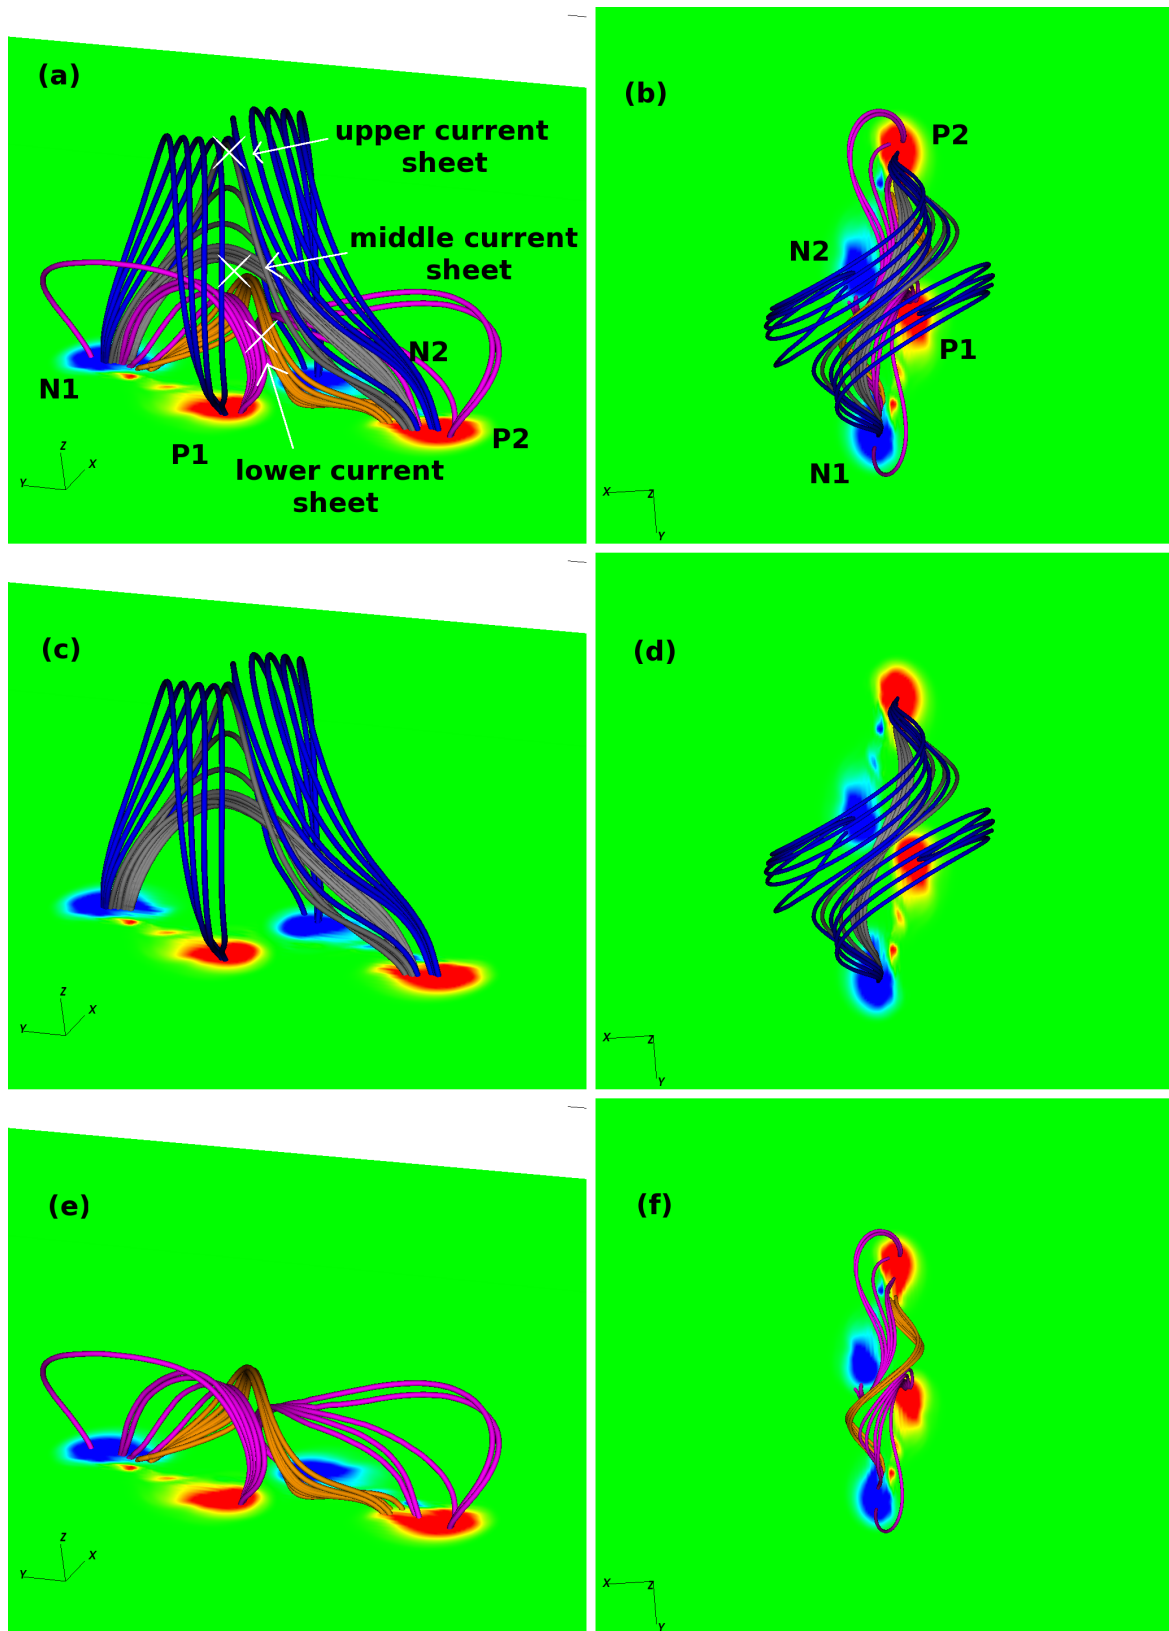 (a)
upper current
sheet
middle current
sheet
N2
N1
P1
P2
lower current
sheet
Z
X
Y
(b)
P2
N2
P1
N1
X
Z
Y
(c)
Z
X
Y
(d)
X
Z
Y
(e)
Z
X
Y
(f)
X
Z
Y